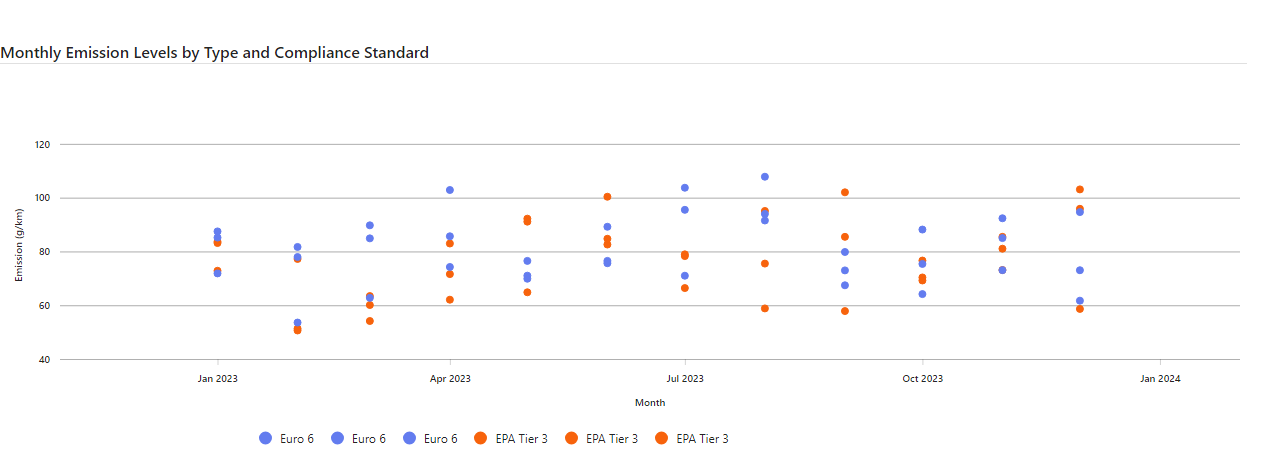 Monthly Emission Levels by Type and Compliance Standard
120
100
80
60
40
Emission (g/km)
Jan 2023 Apr 2023 Jul 2023 Oct 2023 Jan 2024
Month
Euro 6 Euro 6 Euro 6 EPA Tier 3 EPA Tier 3 EPA Tier 3